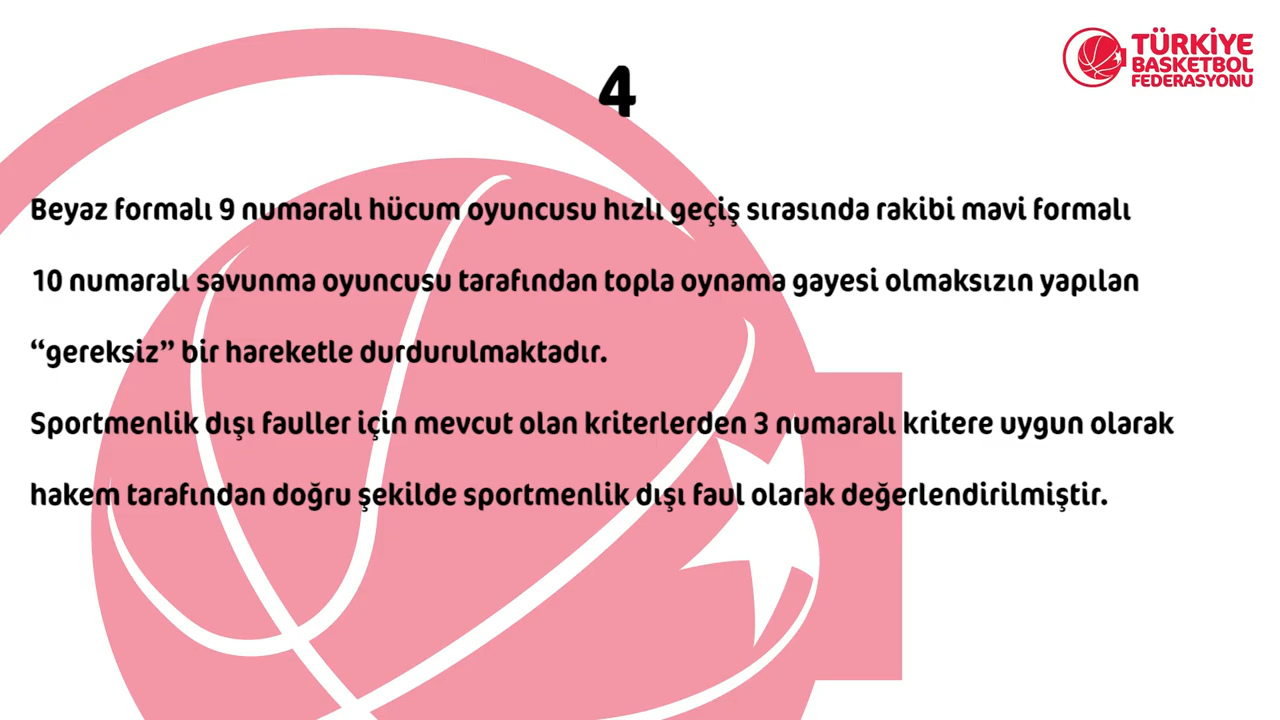 TÜRKİYE
BASKETBOL
FEDERASYONU
4
Beyaz formalı 9 numaralı hücum oyuncusu hızlı geçiş sırasında rakibi mavi formalı
10 numaralı savunma oyuncusu tarafından topla oynama gayesi olmaksızın yapılan
“gereksiz” bir hareketle durdurulmaktadır.
Sportmenlik dışı fauller için mevcut olan kriterlerden 3 numaralı kritere uygun olarak
hakem tarafından doğru şekilde sportmenlik dışı faul olarak değerlendirilmiştir.